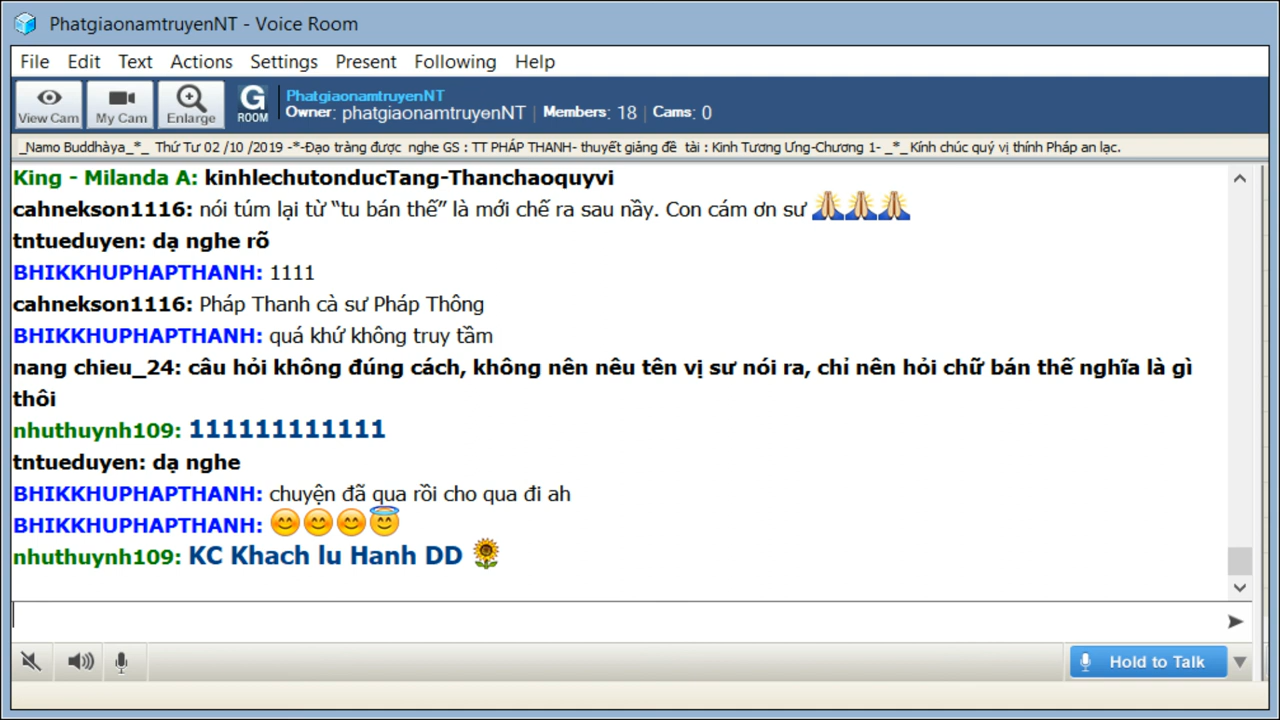 PhatgiaonamtruyenNT - Voice Room
File Edit Text Actions Settings Present Following Help
View Cam My Cam Enlarge G ROOM PhatgiaonamtruyenNT
Owner: phatgiaonamtruyenNT | Members: 18 | Cams: 0
_Namo Buddhàya_*_ Thứ Tư 02 /10 /2019 -*-Đạo tràng được nghe GS : TT PHÁP THANH- thuyết giảng đề tài : Kinh Tương Ưng-Chương 1- _*_Kính chúc quý vị thính Pháp an lạc.
King - Milanda A: kinhlechutonducTang-Thanchaoquyvi
cahnekson1116: nói túm lại từ “tu bán thế” là mới chế ra sau nầy. Con cám ơn sư 🙏🙏🙏
tntueduyen: dạ nghe rõ
BHIKKHUPHAPTHANH: 1111
cahnekson1116: Pháp Thanh cà sư Pháp Thông
BHIKKHUPHAPTHANH: quá khứ không truy tầm
nang chieu_24: câu hỏi không đúng cách, không nên nêu tên vị sư nói ra, chỉ nên hỏi chữ bán thế nghĩa là gì
thôi
nhuthuynh109: 111111111111
tntueduyen: dạ nghe
BHIKKHUPHAPTHANH: chuyện đã qua rồi cho qua đi ah
BHIKKHUPHAPTHANH: 😊😊😊😇
nhuthuynh109: KC Khach lu Hanh DD 🌻
Hold to Talk